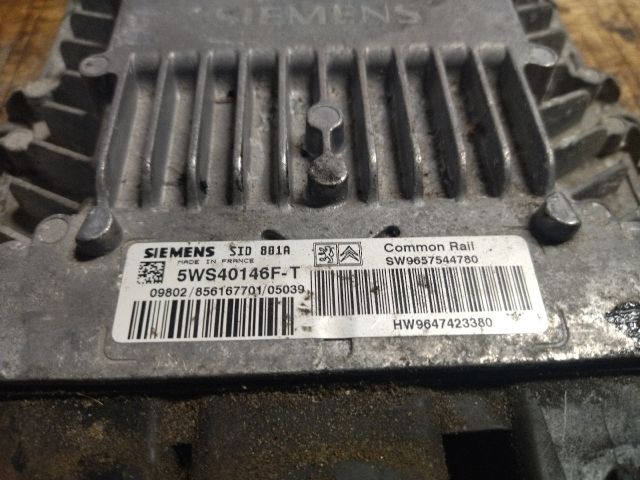 SIEMENS
SIEMENS SID 801A
MADE IN FRANCE
5WS40146F-T
09802/856167701/05039
Common Rail
SW9657544780
HW9647423380